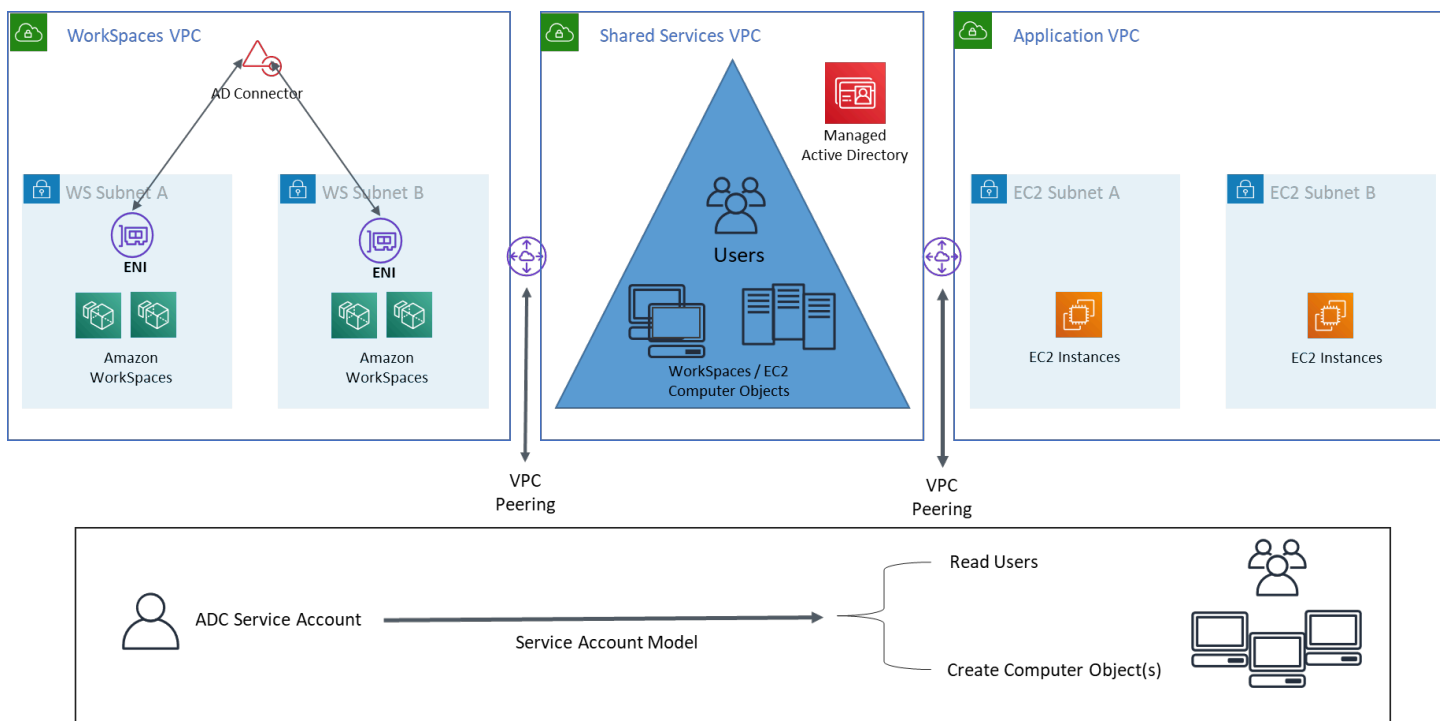 WorkSpaces VPC
AD Connector
WS Subnet A
ENI
Amazon
WorkSpaces
WS Subnet B
ENI
Amazon
WorkSpaces
Shared Services VPC
Managed
Active Directory
Users
WorkSpaces / EC2
Computer Objects
Application VPC
EC2 Subnet A
EC2 Instances
EC2 Subnet B
EC2 Instances
VPC
Peering
VPC
Peering
ADC Service Account
Service Account Model
Read Users
Create Computer Object(s)